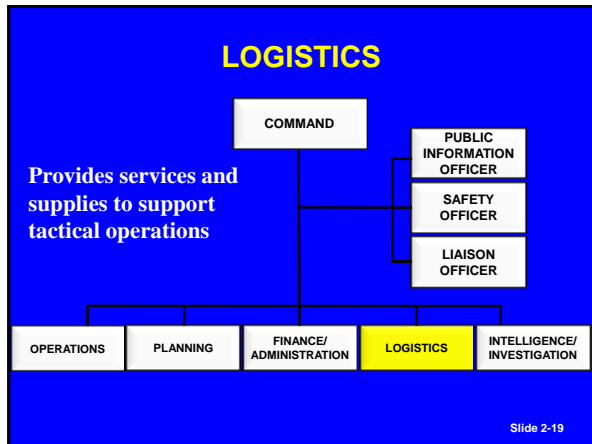 LOGISTICS
COMMAND
PUBLIC
INFORMATION
OFFICER
Provides services and
supplies to support
tactical operations
SAFETY
OFFICER
LIAISON
OFFICER
OPERATIONS
PLANNING
FINANCE/
ADMINISTRATION
LOGISTICS
INTELLIGENCE/
INVESTIGATION
Slide 2-19